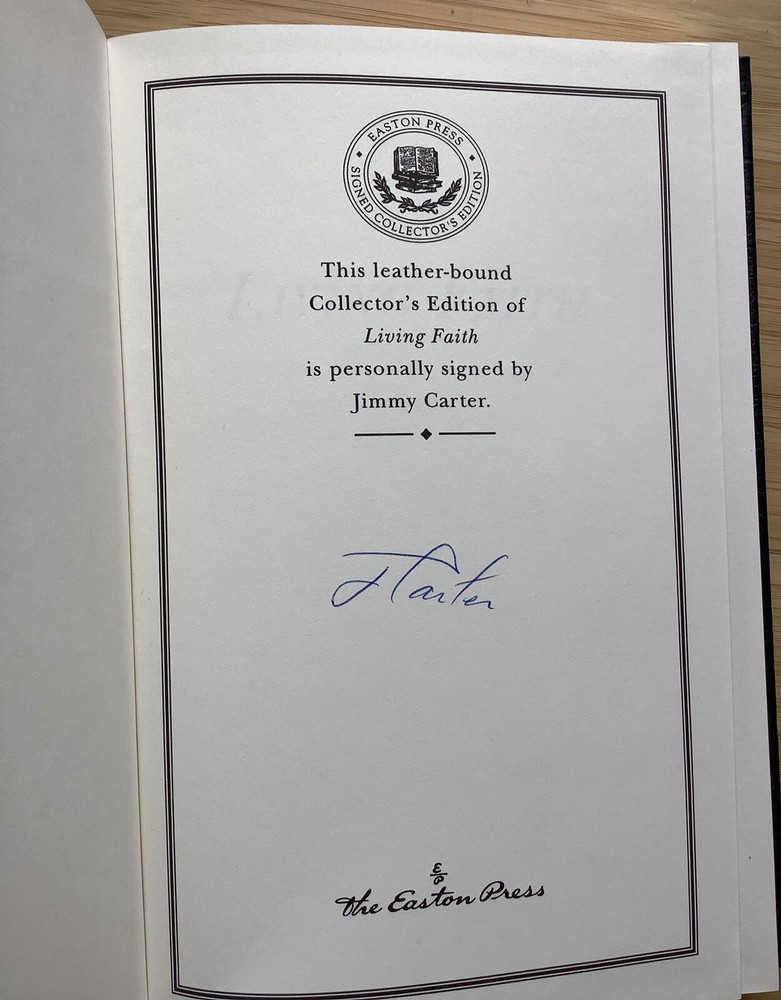 EASTON PRESS
SIGNED COLLECTOR'S EDITION
This leather-bound
Collector's Edition of
Living Faith
is personally signed by
Jimmy Carter.
J Carter
E
P
The Easton Press